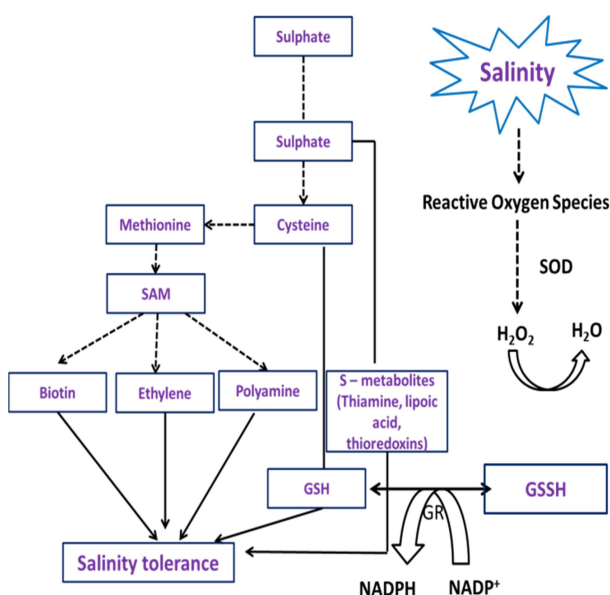 Sulphate
Salinity
Sulphate
Reactive Oxygen Species
Methionine
Cysteine
SOD
SAM
H₂O₂
H₂O
Biotin
Ethylene
Polyamine
S – metabolites
(Thiamine, lipoic
acid,
thioredoxins)
GSH
GSSH
GR
Salinity tolerance
NADPH
NADP⁺